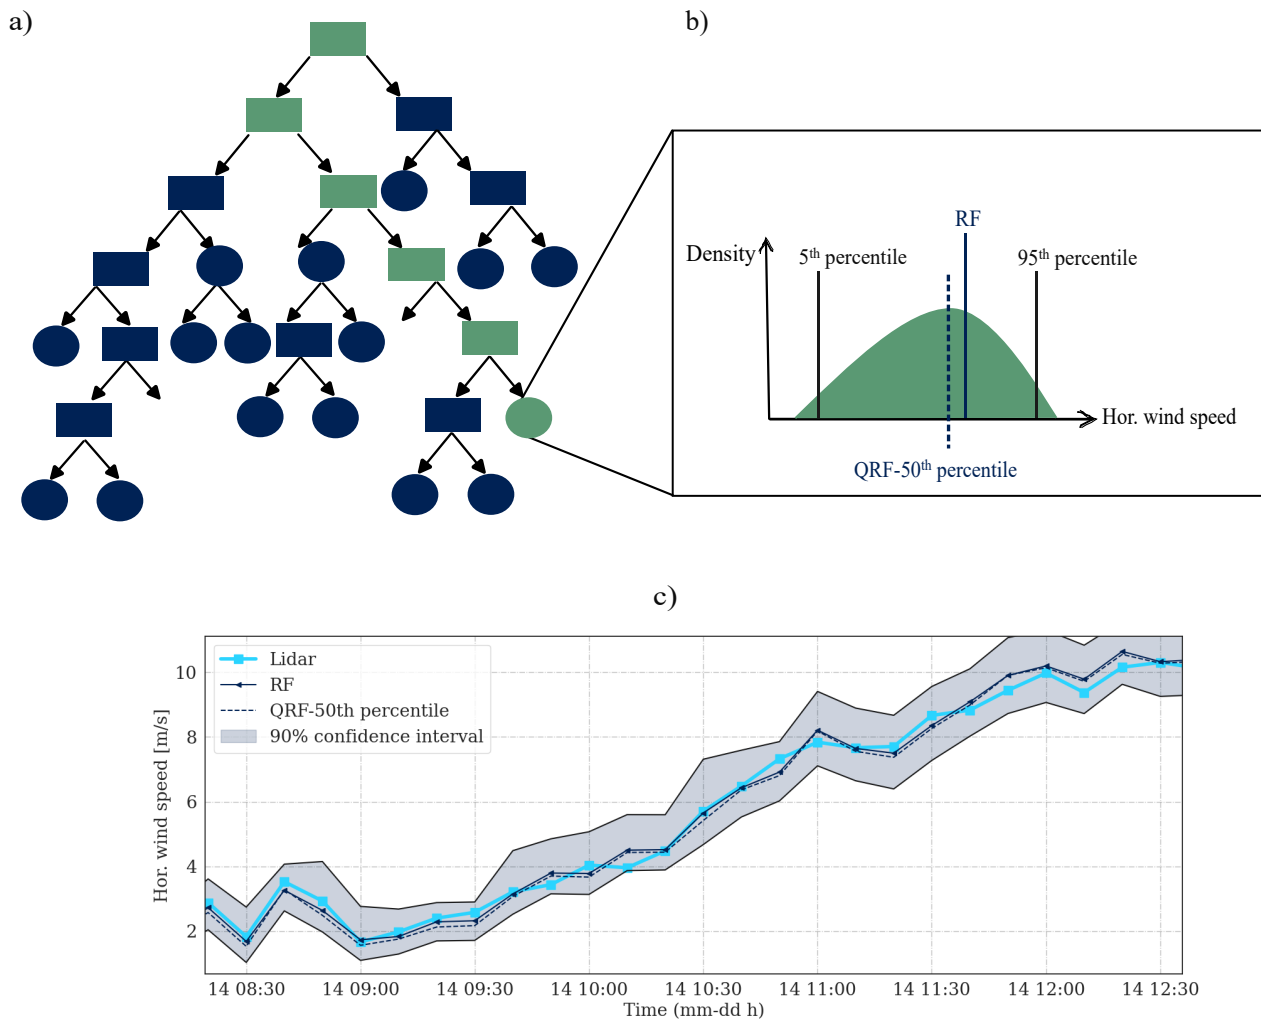 a)
b)
RF
Density
5th percentile
95th percentile
Hor. wind speed
QRF-50th percentile
c)
Lidar
RF
QRF-50th percentile
90% confidence interval
Hor. wind speed [m/s]
10
8
6
4
2
14 08:30
14 09:00
14 09:30
14 10:00
14 10:30
14 11:00
14 11:30
14 12:00
14 12:30
Time (mm-dd h)